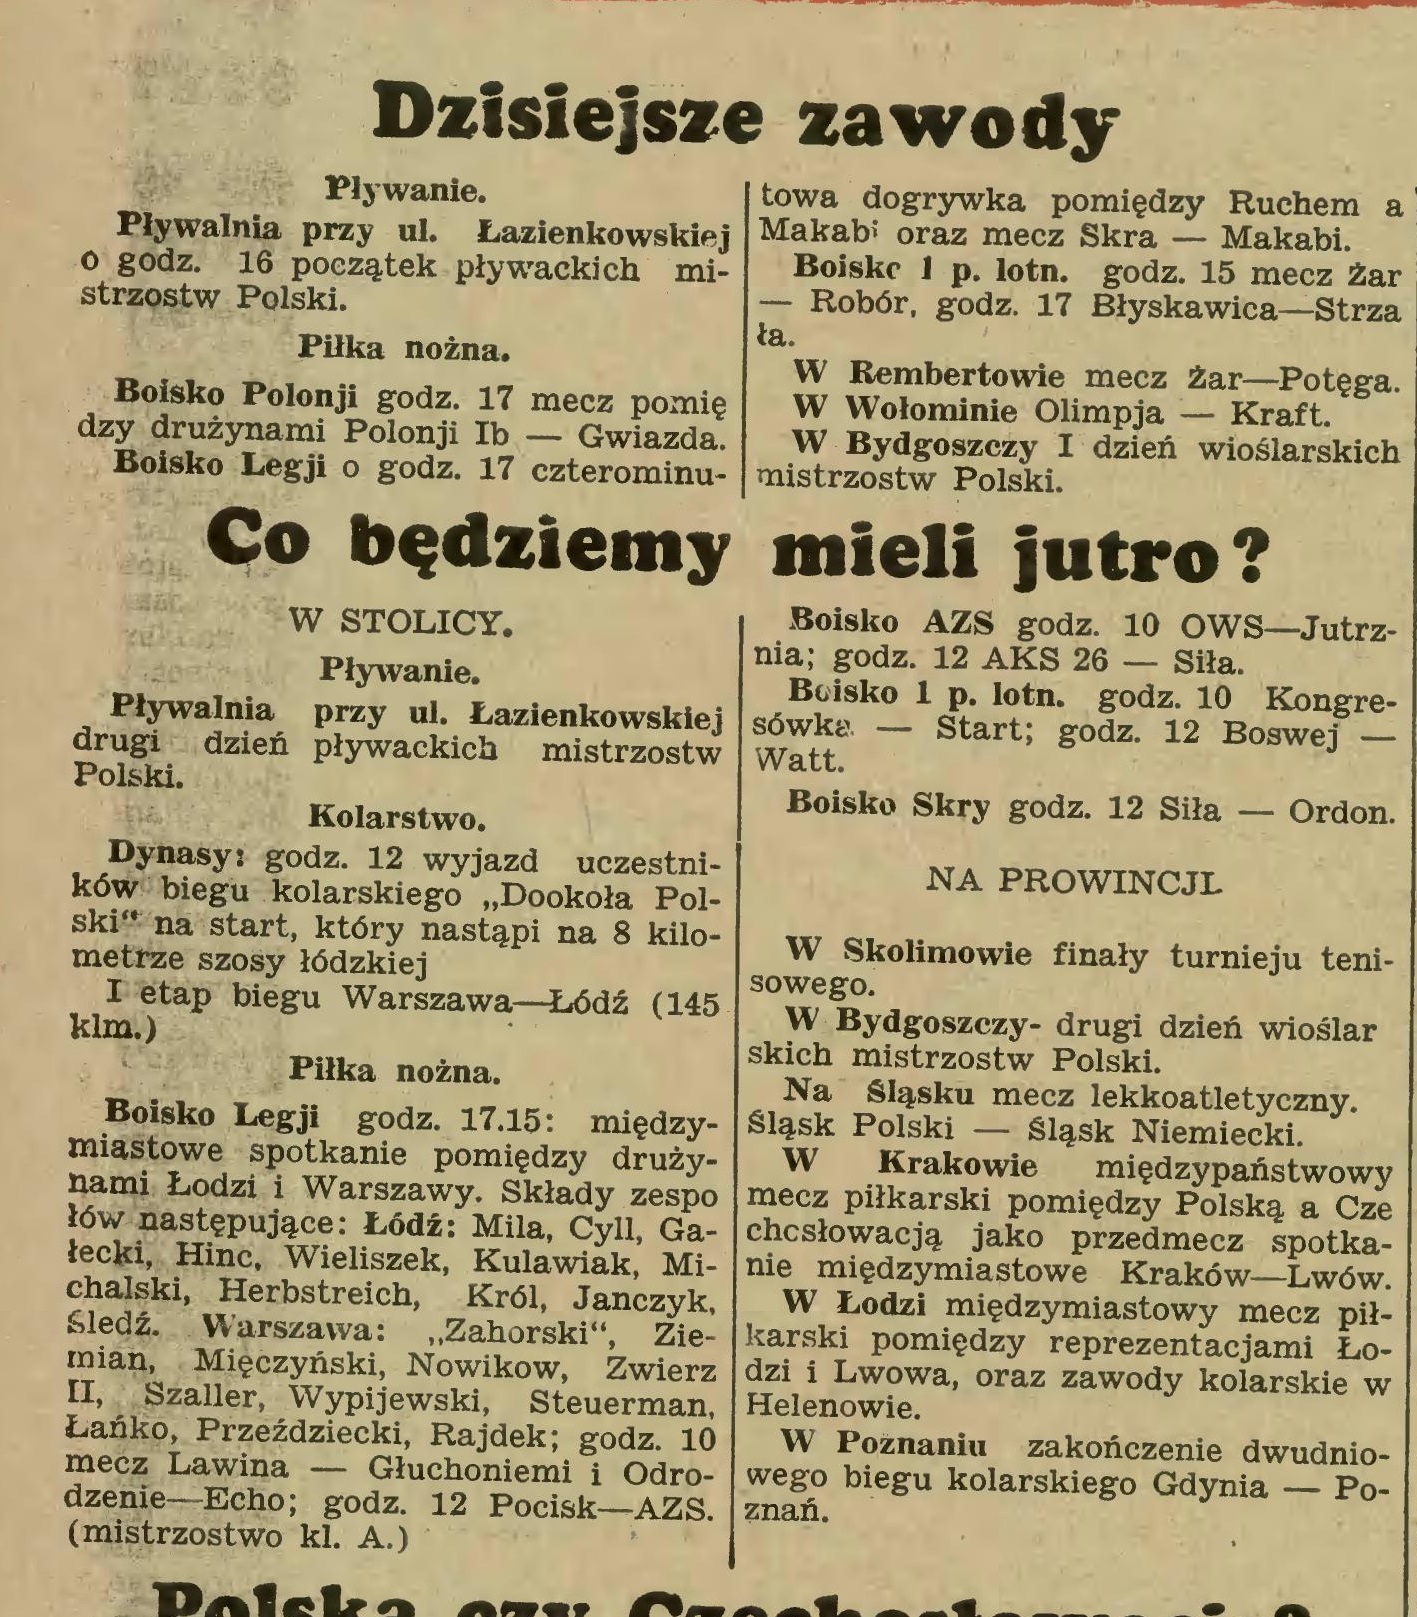 Dzisiejsze zawody
Pływanie.
Pływalnia przy ul. Łazienkowskiej
o godz. 16 początek pływackich mi-
strzostw Polski.
Piłka nożna.
Boisko Polonji godz. 17 mecz pomię
dzy drużynami Polonji Ib — Gwiazda.
Boisko Legji o godz. 17 czterominu-
towa dogrywka pomiędzy Ruchem a
Makabi oraz mecz Skra — Makabi.
Boisko 1 p. lotn. godz. 15 mecz Żar
— Robór, godz. 17 Błyskawica—Strza
ła.
W Rembertowie mecz Żar—Potęga.
W Wołominie Olimpja — Kraft.
W Bydgoszczy I dzień wioślarskich
mistrzostw Polski.
Co będziemy mieli jutro?
W STOLICY.
Pływanie.
Pływalnia przy ul. Łazienkowskiej
drugi dzień pływackich mistrzostw
Polski.
Kolarstwo.
Dynasy: godz. 12 wyjazd uczestni-
ków biegu kolarskiego „Dookoła Pol-
ski“ na start, który nastąpi na 8 kilo-
metrze szosy łódzkiej
I etap biegu Warszawa—Łódź (145
klm.)
Piłka nożna.
Boisko Legji godz. 17.15: między-
miastowe spotkanie pomiędzy druży-
nami Łodzi i Warszawy. Składy zespo
łów następujące: Łódź: Mila, Cyll, Ga-
łecki, Hinc, Wieliszek, Kulawiak, Mi-
chalski, Herbstreich, Król, Janczyk,
Śledź. Warszawa: „Zahorski“, Zie-
mian, Mięczyński, Nowikow, Zwierz
II, Szaller, Wypijewski, Steuerman,
Łańko, Przeździecki, Rajdek; godz. 10
mecz Lawina — Głuchoniemi i Odro-
dzenie—Echo; godz. 12 Pocisk—AZS.
(mistrzostwo kl. A.)
Boisko AZS godz. 10 OWS—Jutrz-
nia; godz. 12 AKS 26 — Siła.
Boisko 1 p. lotn. godz. 10 Kongre-
sówka — Start; godz. 12 Boswej —
Watt.
Boisko Skry godz. 12 Siła — Ordon.
NA PROWINCJI.
W Skolimowie finały turnieju teni-
sowego.
W Bydgoszczy- drugi dzień wioślar
skich mistrzostw Polski.
Na Śląsku mecz lekkoatletyczny.
Śląsk Polski — Śląsk Niemiecki.
W Krakowie międzypaństwowy
mecz piłkarski pomiędzy Polską a Cze
chcsłowacją jako przedmecz spotka-
nie międzymiastowe Kraków—Lwów.
W Łodzi międzymiastowy mecz pił-
karski pomiędzy reprezentacjami Ło-
dzi i Lwowa, oraz zawody kolarskie w
Helenowie.
W Poznaniu zakończenie dwudnio-
wego biegu kolarskiego Gdynia — Po-
znań.
Polska czy Czechosłowacja?